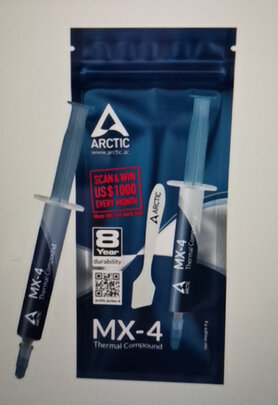 ARCTIC
www.arctic.ac
SCAN & WIN
US$1000
EVERY MONTH
8
Year
durability
ARCTIC
MX-4
Thermal Compound
ARCTIC
MX-4
Thermal Compound
ARCTIC
MX-4
Thermal Compound